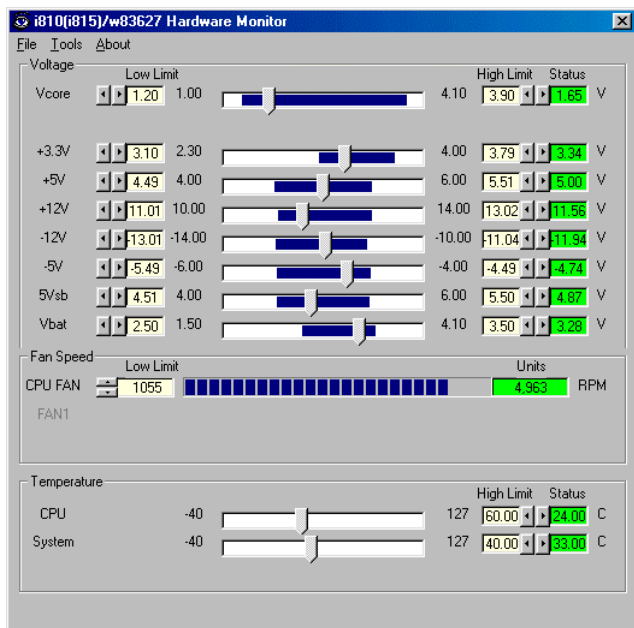 i810(i815)/w83627 Hardware Monitor
File Tools About
Voltage
Low Limit High Limit Status
Vcore 1.20 1.00 4.10 3.90 1.65 V
+3.3V 3.10 2.30 4.00 3.79 3.34 V
+5V 4.49 4.00 6.00 5.51 5.00 V
+12V 11.01 10.00 14.00 13.02 11.56 V
-12V -13.01 -14.00 -10.00 -11.04 -11.94 V
-5V -5.49 -6.00 -4.00 -4.49 -4.74 V
5Vsb 4.51 4.00 6.00 5.50 4.87 V
Vbat 2.50 1.50 4.10 3.50 3.28 V
Fan Speed
Low Limit Units
CPU FAN 1055 4,963 RPM
FAN1
Temperature
High Limit Status
CPU -40 127 60.00 24.00 C
System -40 127 40.00 33.00 C